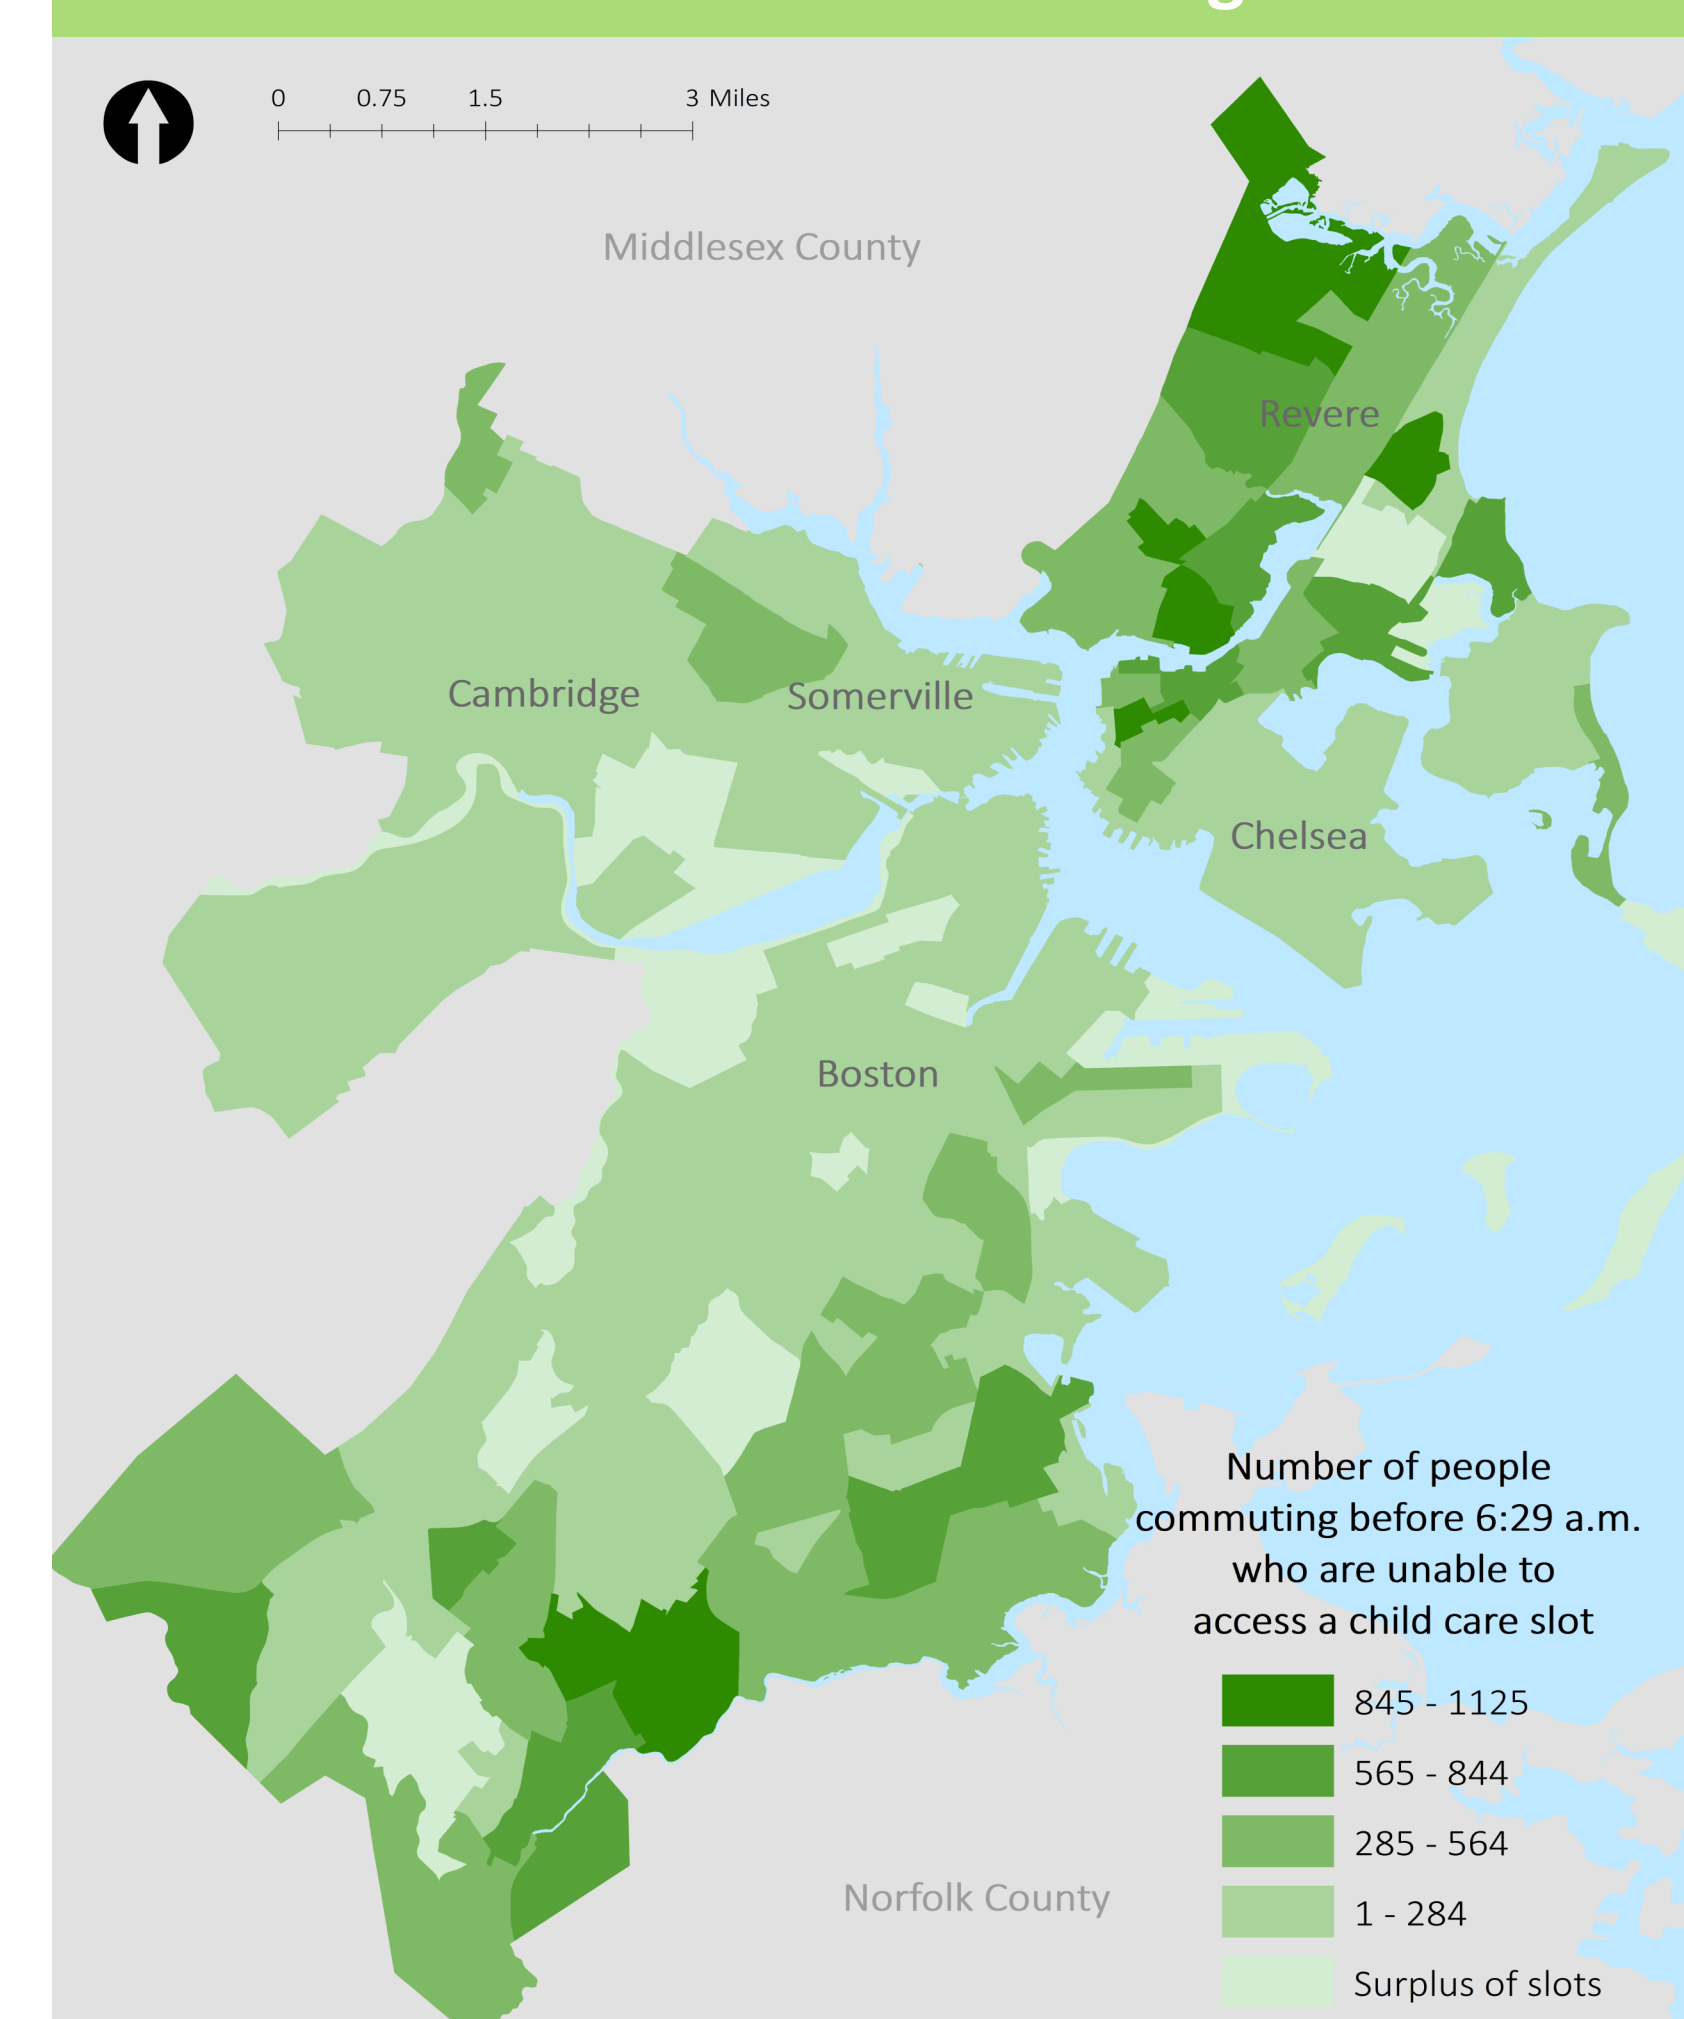 0 0.75 1.5 3 Miles
Middlesex County
Revere
Cambridge
Somerville
Chelsea
Boston
Number of people
commuting before 6:29 a.m.
who are unable to
access a child care slot
845 - 1125
565 - 844
285 - 564
1 - 284
Surplus of slots
Norfolk County